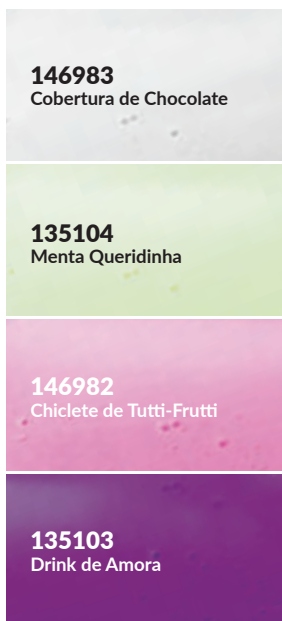 146983
Cobertura de Chocolate
135104
Menta Queridinha
146982
Chiclete de Tutti-Frutti
135103
Drink de Amora